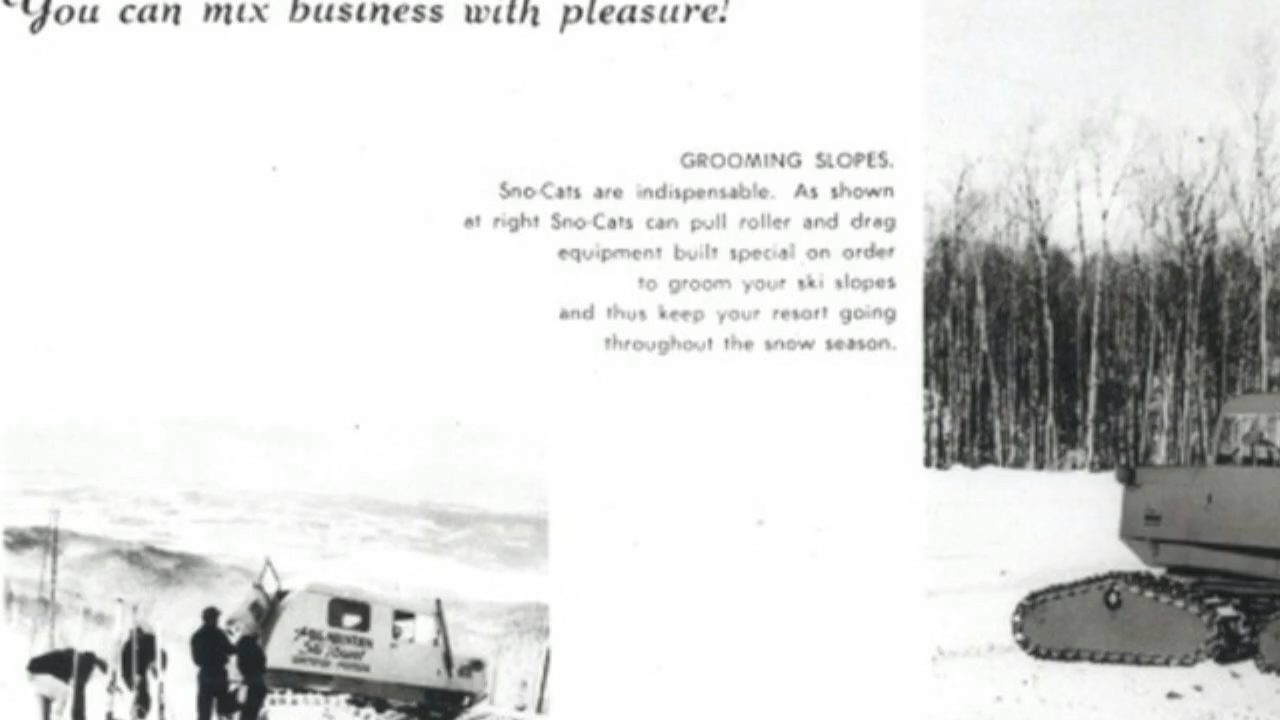 You can mix business with pleasure!
GROOMING SLOPES.
Sno-Cats are indispensable. As shown
at right Sno-Cats can pull roller and drag
equipment built special on order
to groom your ski slopes
and thus keep your resort going
throughout the snow season.
Ski